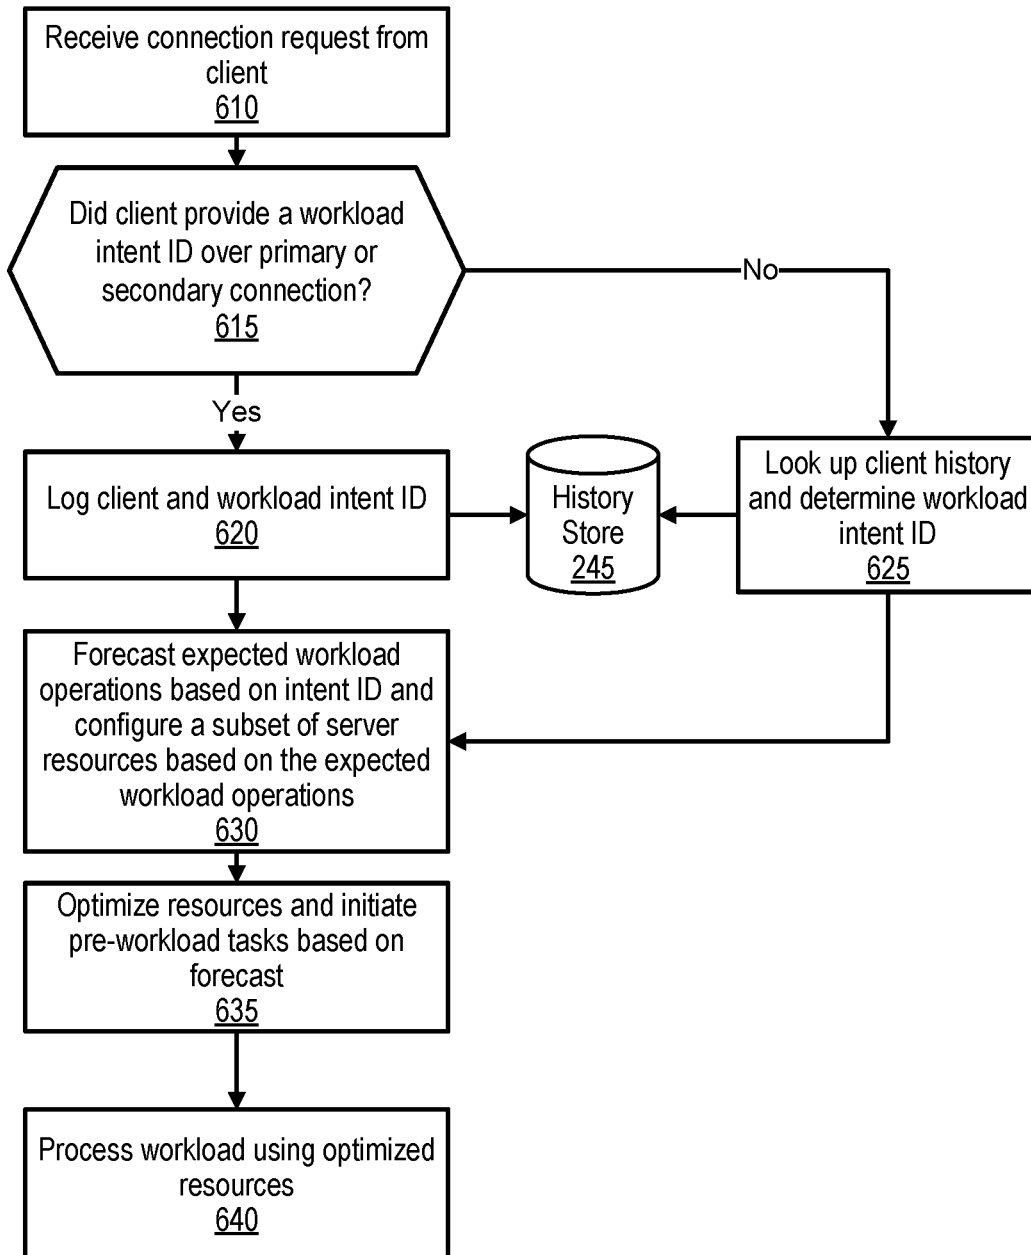 Receive connection request from
client
610
Did client provide a workload
intent ID over primary or
secondary connection?
615
No
Yes
Log client and workload intent ID
620
History
Store
245
Look up client history
and determine workload
intent ID
625
Forecast expected workload
operations based on intent ID and
configure a subset of server
resources based on the expected
workload operations
630
Optimize resources and initiate
pre-workload tasks based on
forecast
635
Process workload using optimized
resources
640